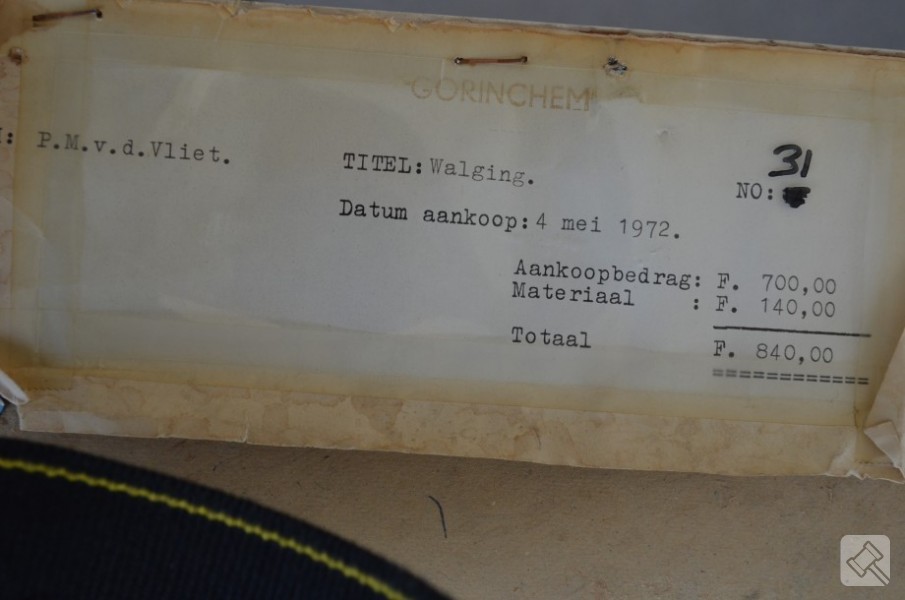 GORINCHEM
: P.M.v.d.Vliet.
TITEL: Walging.
NO: 31
Datum aankoop: 4 mei 1972.
Aankoopbedrag: F. 700,00
Materiaal : F. 140,00
Totaal F. 840,00
===========